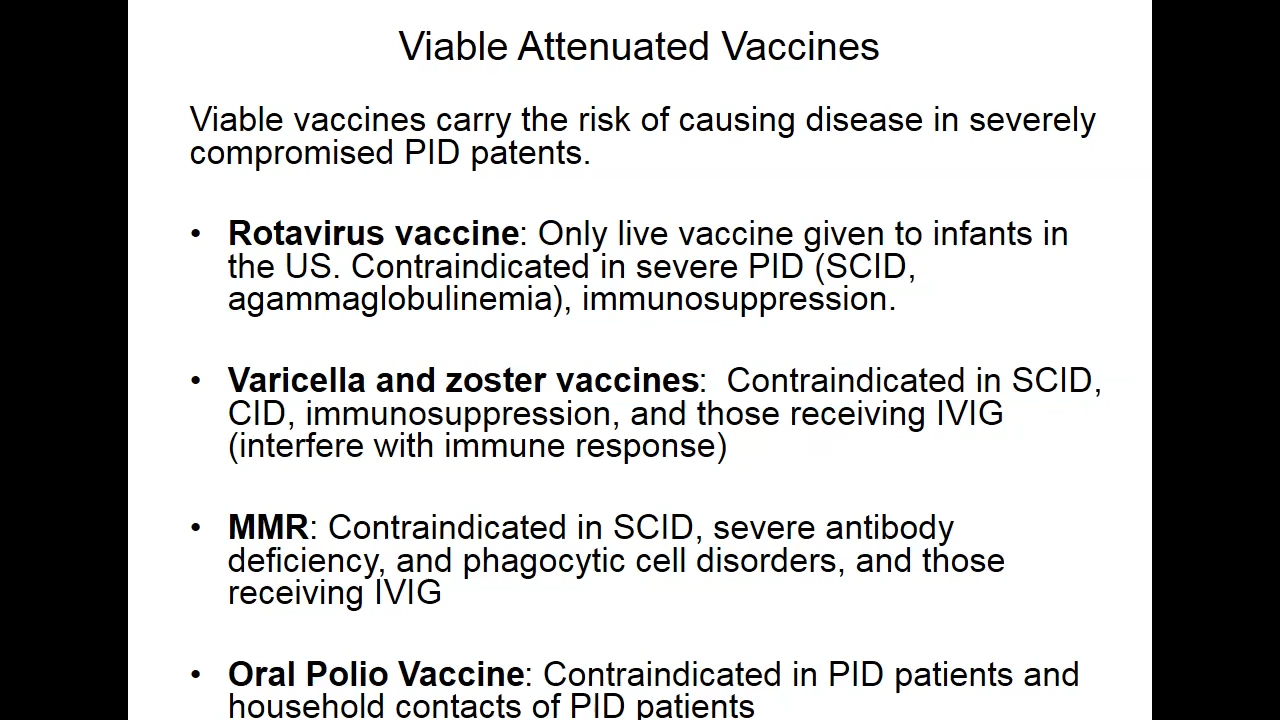 Viable Attenuated Vaccines
Viable vaccines carry the risk of causing disease in severely
compromised PID patents.
• Rotavirus vaccine: Only live vaccine given to infants in
the US. Contraindicated in severe PID (SCID,
agammaglobulinemia), immunosuppression.
• Varicella and zoster vaccines:  Contraindicated in SCID,
CID, immunosuppression, and those receiving IVIG
(interfere with immune response)
• MMR: Contraindicated in SCID, severe antibody
deficiency, and phagocytic cell disorders, and those
receiving IVIG
• Oral Polio Vaccine: Contraindicated in PID patients and
household contacts of PID patients